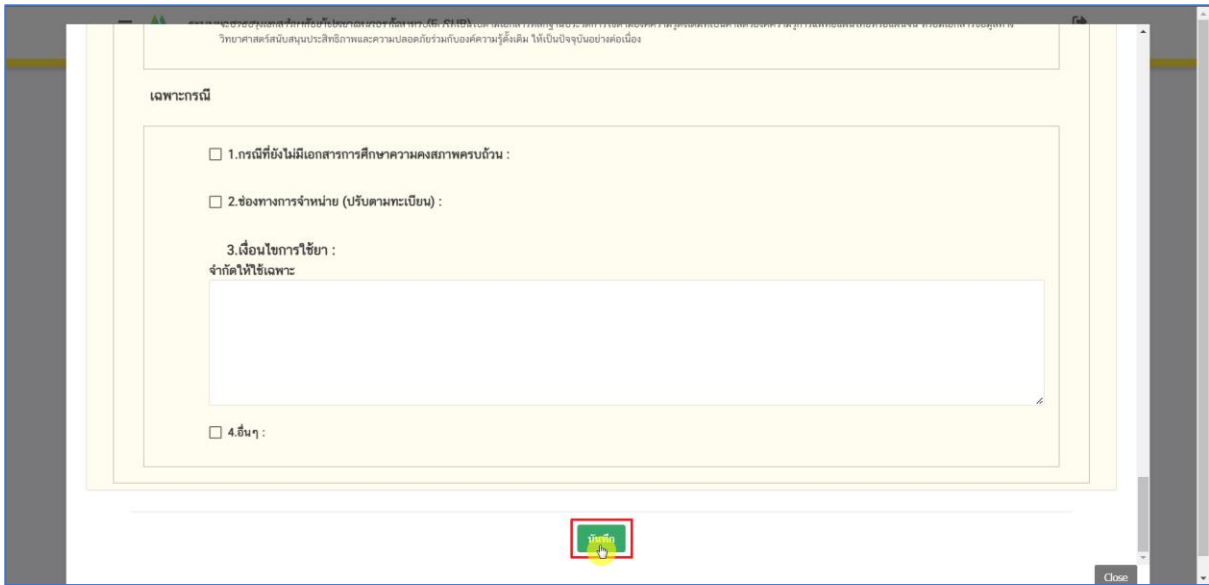 วิทยาศาสตร์สนับสนุนประสิทธิภาพและความปลอดภัยร่วมกับองค์ความรู้ดั้งเดิม ให้เป็นปัจจุบันอย่างต่อเนื่อง
เฉพาะกรณี
1.กรณีที่ยังไม่มีเอกสารการศึกษาความคงสภาพครบถ้วน :
2.ช่องทางการจำหน่าย (ปรับตามทะเบียน) :
3.เงื่อนไขการใช้ยา :
จำกัดให้ใช้เฉพาะ
4.อื่นๆ :
บันทึก
Close